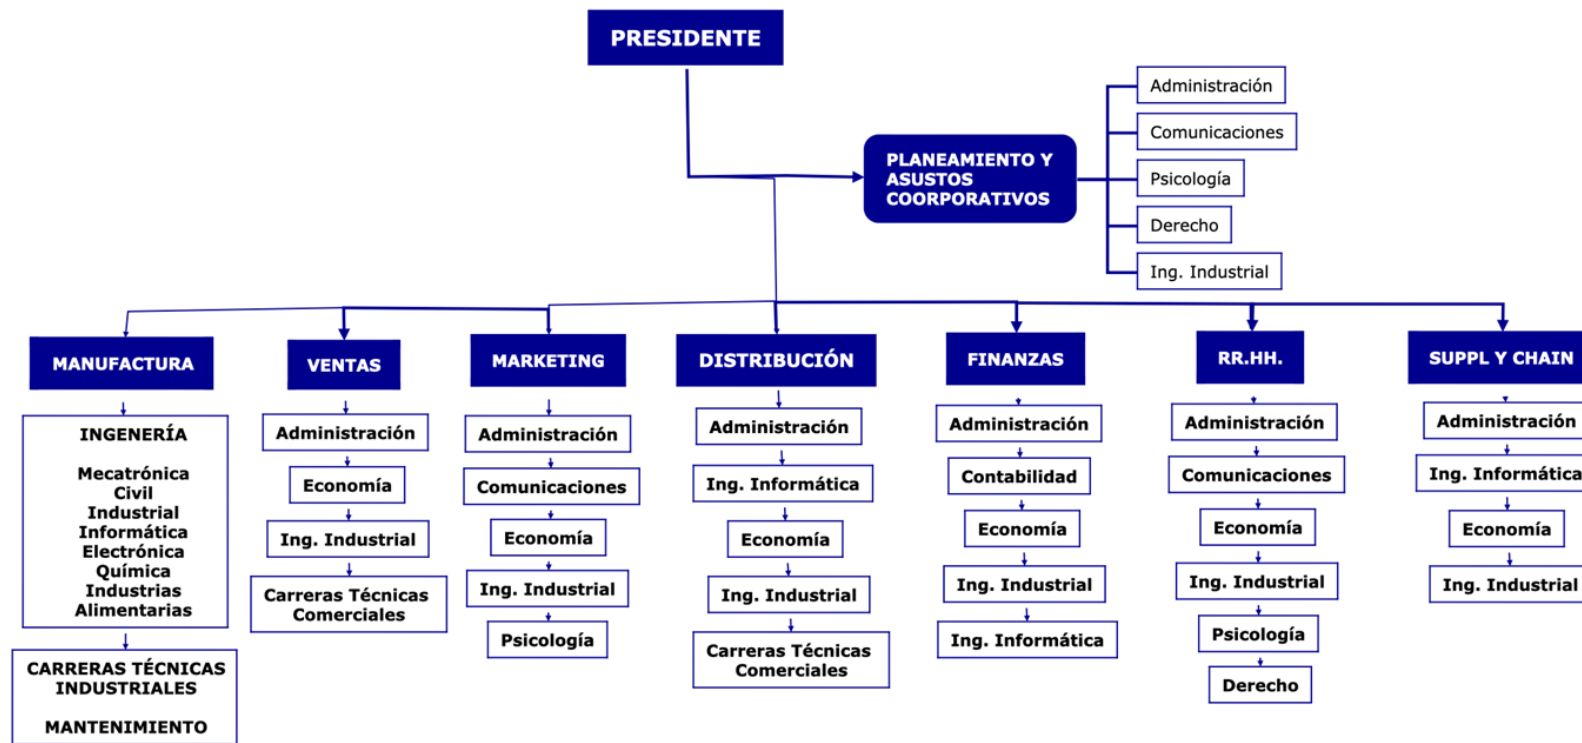 PRESIDENTE
Administración
Comunicaciones
PLANEAMIENTO Y
ASUSTOS
COORPORATIVOS
Psicología
Derecho
Ing. Industrial
MANUFACTURA
INGENERÍA
Mecatrónica
Civil
Industrial
Informática
Electrónica
Química
Industrias
Alimentarias
CARRERAS TÉCNICAS
INDUSTRIALES
MANTENIMIENTO
VENTAS
Administración
Economía
Ing. Industrial
Carreras Técnicas
Comerciales
MARKETING
Administración
Comunicaciones
Economía
Ing. Industrial
Psicología
DISTRIBUCIÓN
Administración
Ing. Informática
Economía
Ing. Industrial
Carreras Técnicas
Comerciales
FINANZAS
Administración
Contabilidad
Economía
Ing. Industrial
Ing. Informática
RR.HH.
Administración
Comunicaciones
Economía
Ing. Industrial
Psicología
Derecho
SUPPL Y CHAIN
Administración
Ing. Informática
Economía
Ing. Industrial